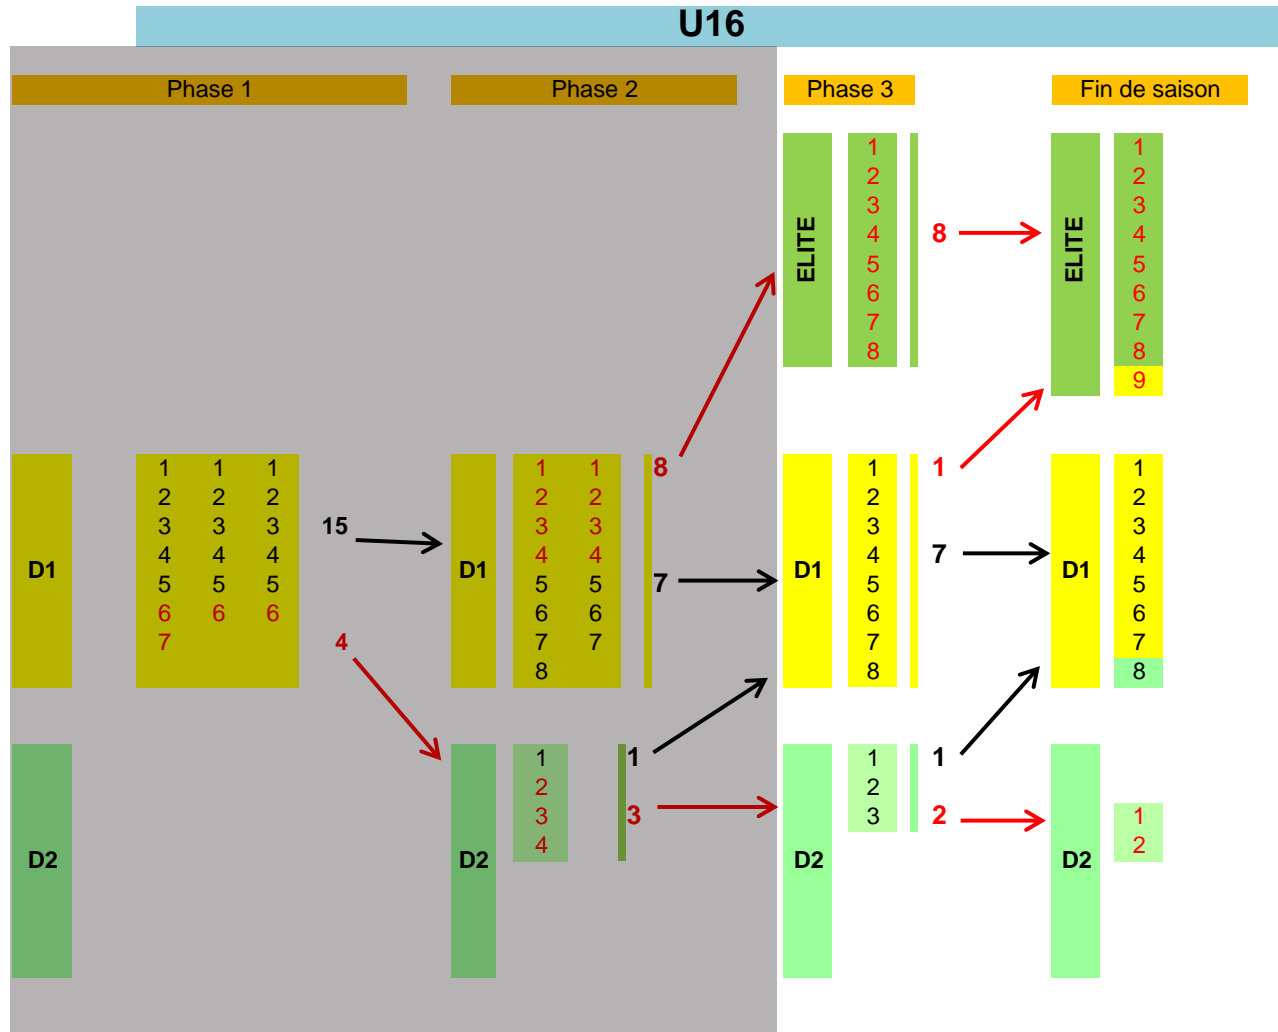 U16
Phase 1 Phase 2 Phase 3 Fin de saison
1 1
2 2
3 3
ELITE 4 8 ELITE 4
5 5
6 6
7 7
8 8
9
1 1 1 1 1 8 1 1 1
2 2 2 2 2 2 2
3 3 3 15 3 3 3 3
4 4 4 4 4 4 7 4
D1 5 5 5 D1 5 5 7 D1 5 D1 5
6 6 6 6 6 6 6
7 4 7 7 7 7
8 8 8
1 1 1 1
2 2
3 3 3 2 1
D2 4 D2 D2 D2 2